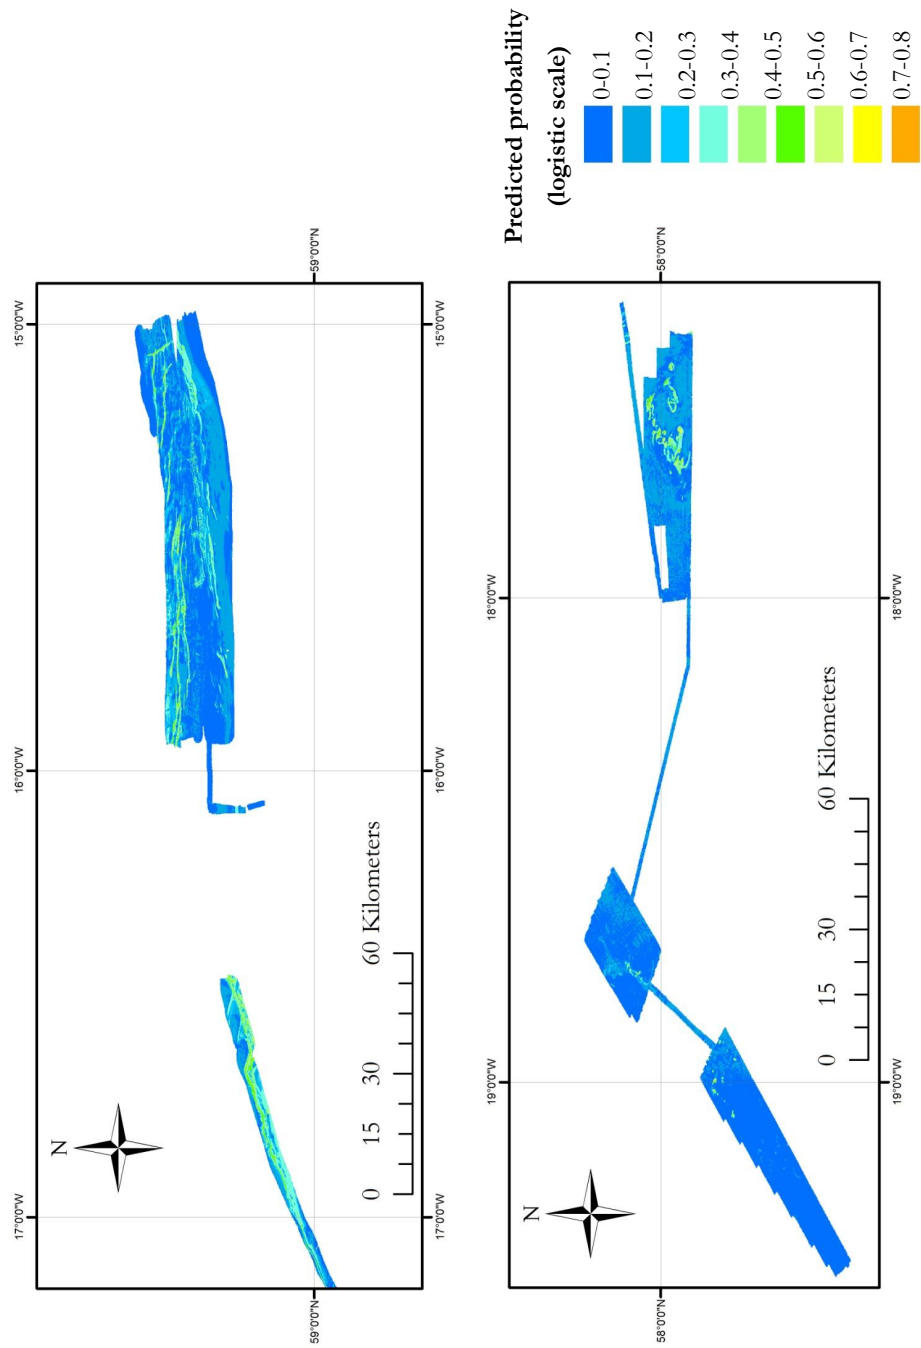 17°0'0"W
16°0'0"W
15°0'0"W
N
59°0'0"N
59°0'0"N
0 15 30 60 Kilometers
17°0'0"W
16°0'0"W
15°0'0"W
19°0'0"W
18°0'0"W
N
58°0'0"N
58°0'0"N
0 15 30 60 Kilometers
19°0'0"W
18°0'0"W
Predicted probability
(logistic scale)
0-0.1
0.1-0.2
0.2-0.3
0.3-0.4
0.4-0.5
0.5-0.6
0.6-0.7
0.7-0.8